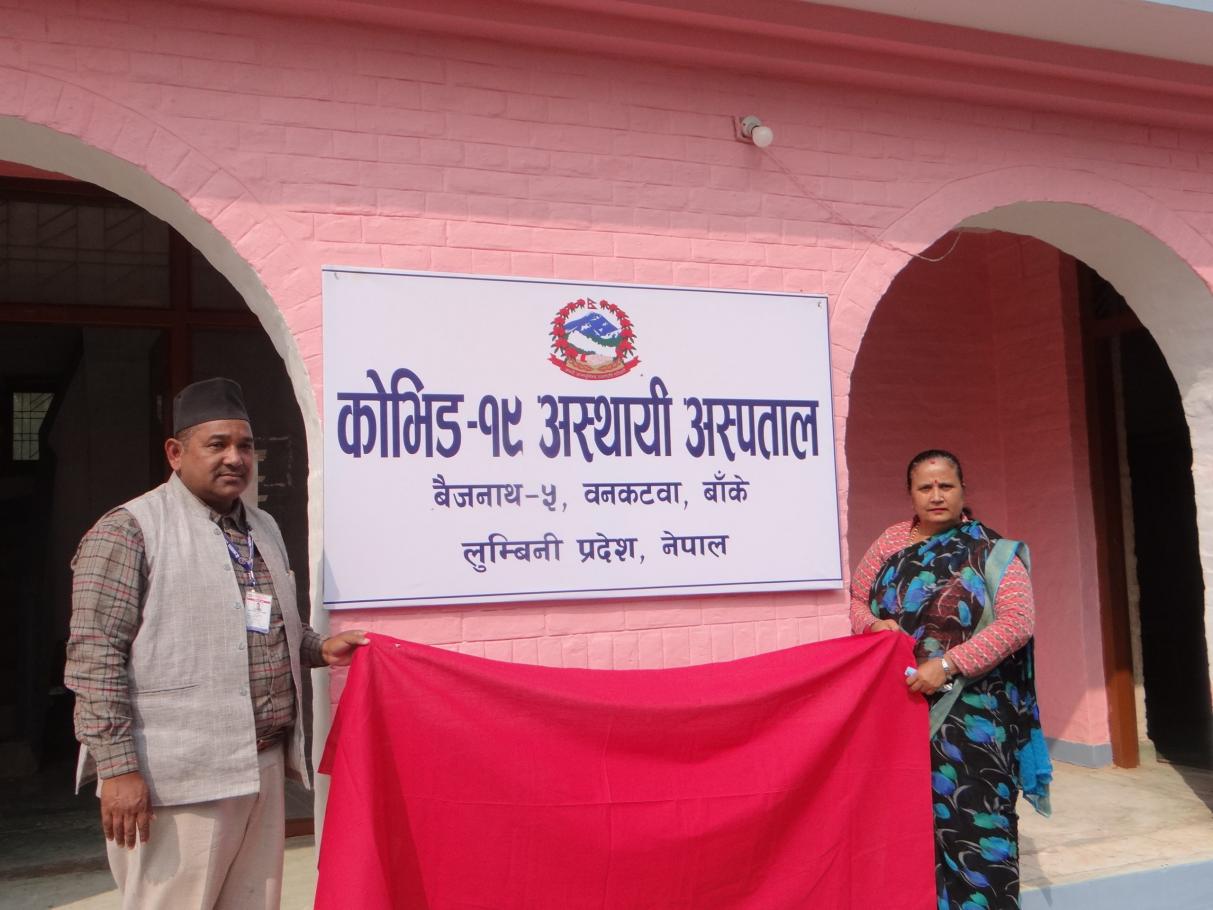 कोभिड-१९ अस्थायी अस्पताल
बैजनाथ-५, वनकटवा, बाँके
लुम्बिनी प्रदेश, नेपाल